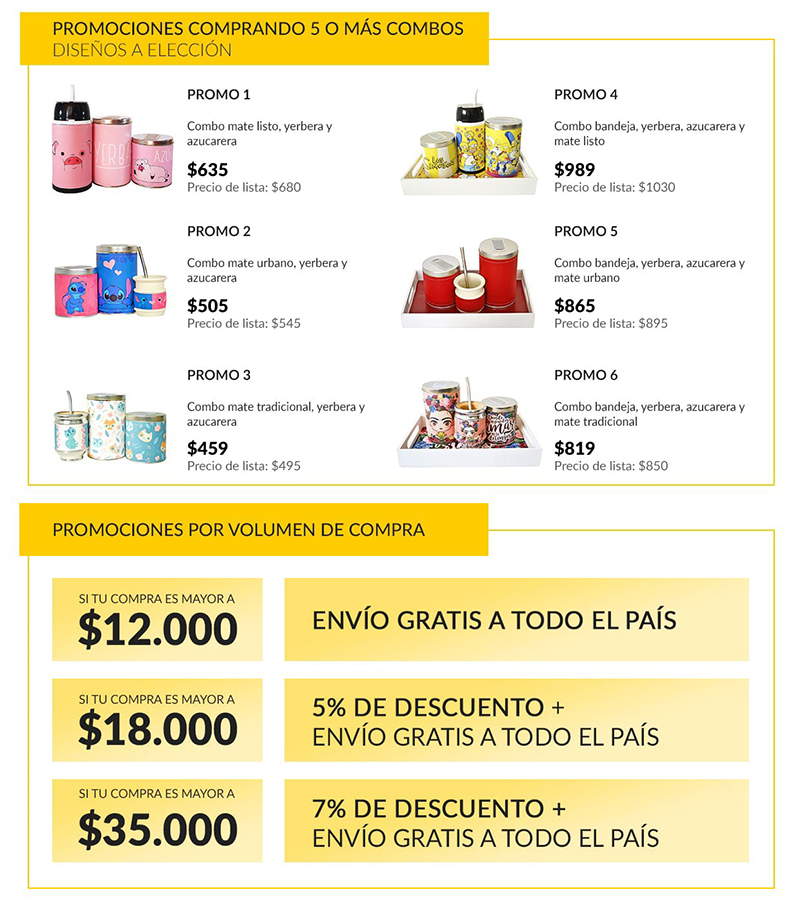 PROMOCIONES COMPRANDO 5 O MÁS COMBOS
DISEÑOS A ELECCIÓN
PROMO 1
Combo mate listo, yerbera y
azucarera
$635
Precio de lista: $680
PROMO 2
Combo mate urbano, yerbera y
azucarera
$505
Precio de lista: $545
PROMO 3
Combo mate tradicional, yerbera y
azucarera
$459
Precio de lista: $495
PROMO 4
Combo bandeja, yerbera, azucarera y
mate listo
$989
Precio de lista: $1030
PROMO 5
Combo bandeja, yerbera, azucarera y
mate urbano
$865
Precio de lista: $895
PROMO 6
Combo bandeja, yerbera, azucarera y
mate tradicional
$819
Precio de lista: $850
PROMOCIONES POR VOLUMEN DE COMPRA
SI TU COMPRA ES MAYOR A
$12.000
ENVÍO GRATIS A TODO EL PAÍS
SI TU COMPRA ES MAYOR A
$18.000
5% DE DESCUENTO +
ENVÍO GRATIS A TODO EL PAÍS
SI TU COMPRA ES MAYOR A
$35.000
7% DE DESCUENTO +
ENVÍO GRATIS A TODO EL PAÍS